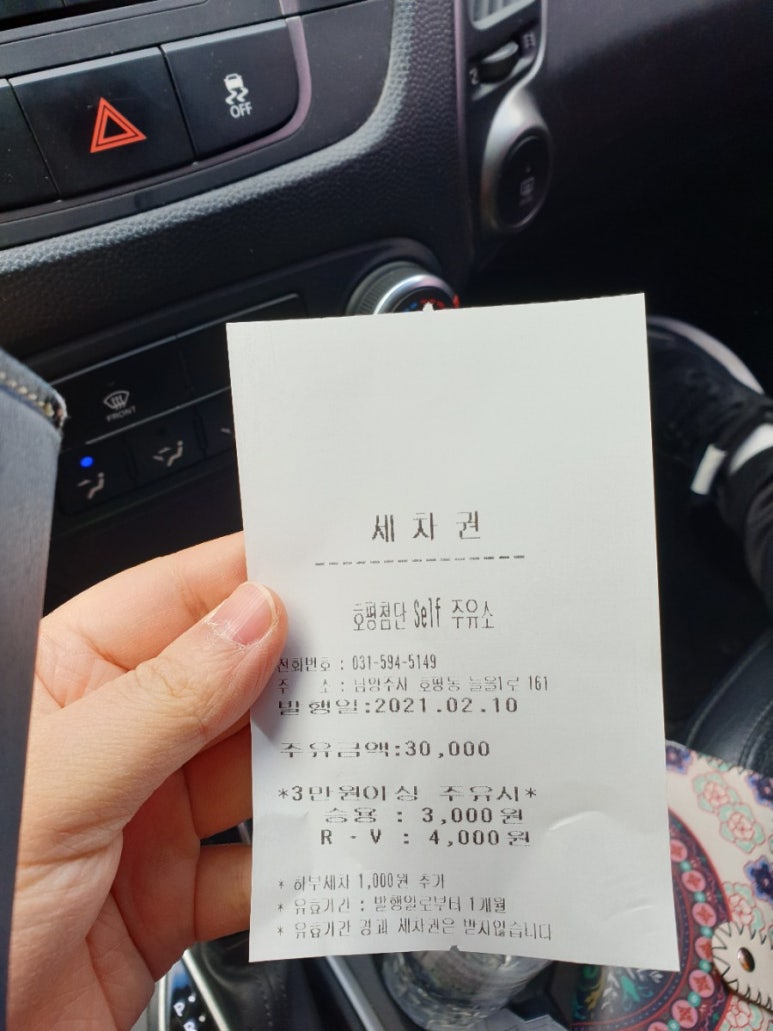 OFF
FRONT
세 차 권
호평첨단 Self 주유소
전화번호 : 031-594-5149
주 소 : 남양주시 호평동 늘을1로 161
발행일:2021.02.10
주유금액:30,000
*3만원이상 주유시*
승용 : 3,000원
R - V : 4,000원
* 하부세차 1,000원 추가
* 유효기간 : 발행일로부터 1개월
* 유효기간 경과 세차권은 받지않습니다